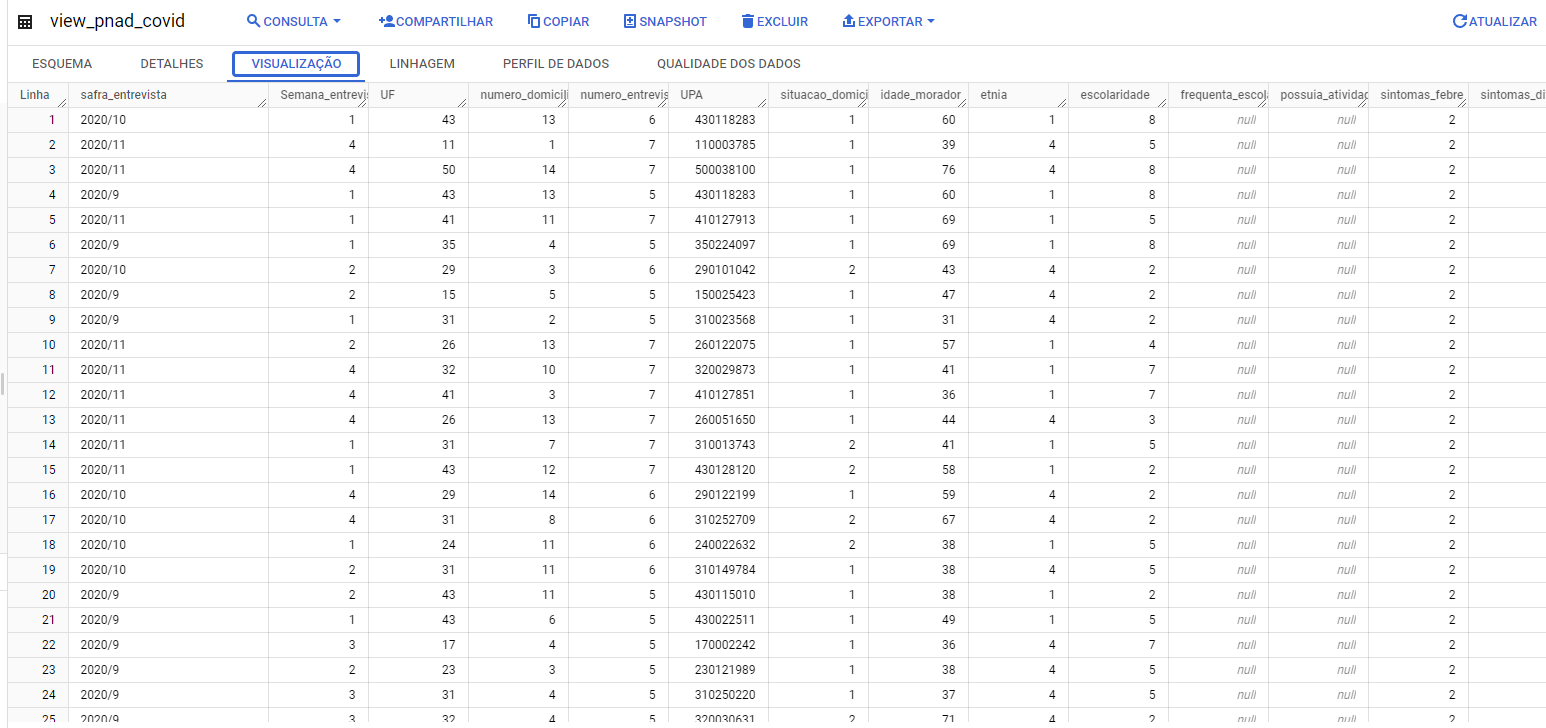 view_pnad_covid CONSULTA COMPARTILHAR COPIAR SNAPSHOT EXCLUIR EXPORTAR ATUALIZAR
ESQUEMA DETALHES VISUALIZAÇÃO LINHAGEM PERFIL DE DADOS QUALIDADE DOS DADOS
Linha safra_entrevista Semana_entrevis UF numero_domicili numero_entrevis UPA situacao_domici idade_morador etnia escolaridade frequenta_escol possuia_atividad sintomas_febre sintomas_di
1 2020/10 1 43 13 6 430118283 1 60 1 8 null null 2
2 2020/11 4 11 1 7 110003785 1 39 4 5 null null 2
3 2020/11 4 50 14 7 500038100 1 76 4 8 null null 2
4 2020/9 1 43 13 5 430118283 1 60 1 8 null null 2
5 2020/11 1 41 11 7 410127913 1 69 1 5 null null 2
6 2020/9 1 35 4 5 350224097 1 69 1 8 null null 2
7 2020/10 2 29 3 6 290101042 2 43 4 2 null null 2
8 2020/9 2 15 5 5 150025423 1 47 4 2 null null 2
9 2020/9 1 31 2 5 310023568 1 31 4 2 null null 2
10 2020/11 2 26 13 7 260122075 1 57 1 4 null null 2
11 2020/11 4 32 10 7 320029873 1 41 1 7 null null 2
12 2020/11 4 41 3 7 410127851 1 36 1 7 null null 2
13 2020/11 4 26 13 7 260051650 1 44 4 3 null null 2
14 2020/11 1 31 7 7 310013743 2 41 1 5 null null 2
15 2020/11 1 43 12 7 430128120 2 58 1 2 null null 2
16 2020/10 4 29 14 6 290122199 1 59 4 2 null null 2
17 2020/10 4 31 8 6 310252709 2 67 4 2 null null 2
18 2020/10 1 24 11 6 240022632 2 38 1 5 null null 2
19 2020/10 2 31 11 6 310149784 1 38 4 5 null null 2
20 2020/9 2 43 11 5 430115010 1 38 1 2 null null 2
21 2020/9 1 43 6 5 430022511 1 49 1 5 null null 2
22 2020/9 3 17 4 5 170002242 1 36 4 7 null null 2
23 2020/9 2 23 3 5 230121989 1 38 4 5 null null 2
24 2020/9 3 31 4 5 310250220 1 37 4 5 null null 2
25 2020/9 3 32 4 5 320030631 2 71 4 2 null null 2